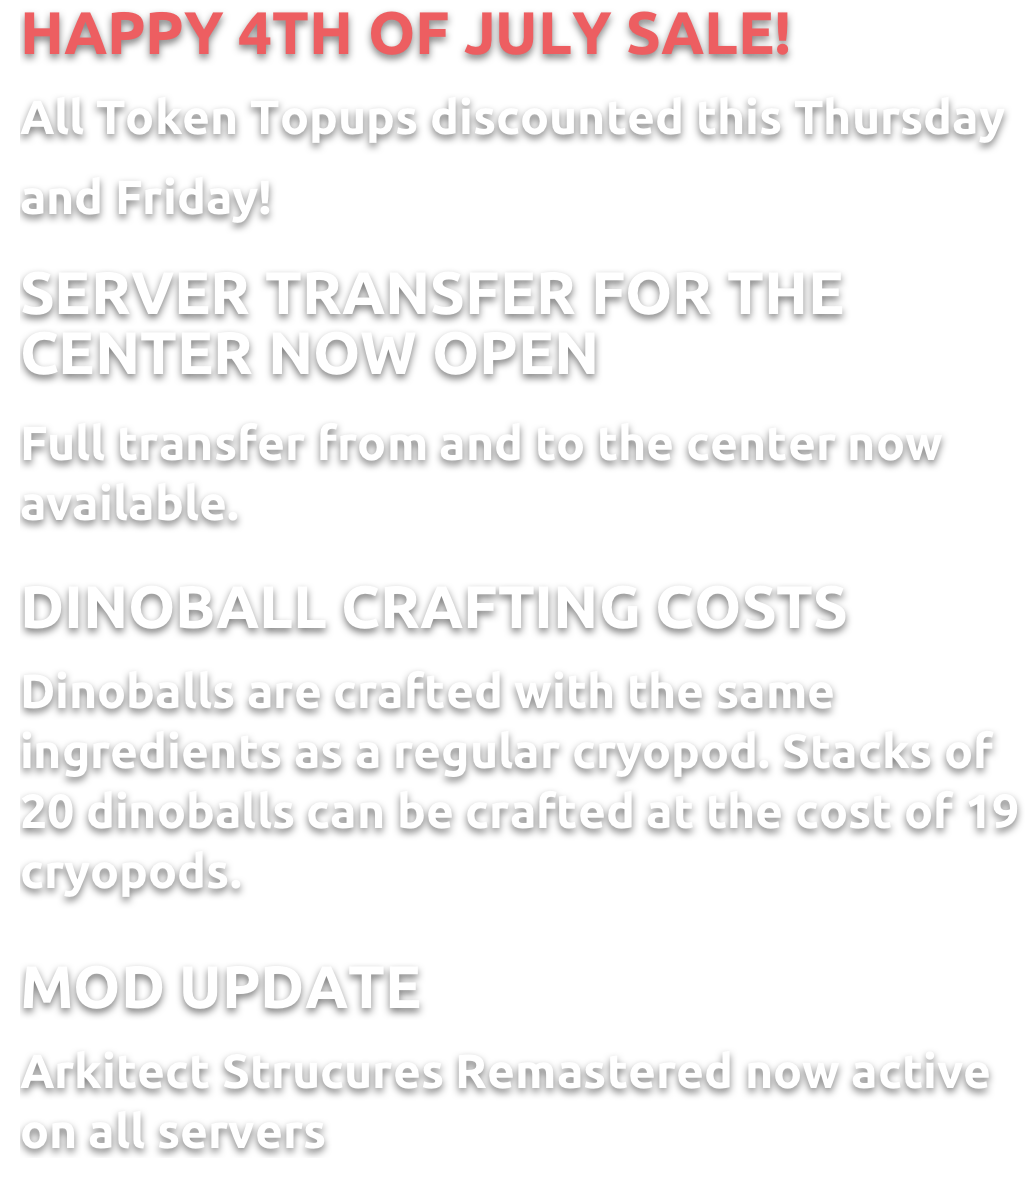 HAPPY 4TH OF JULY SALE!
All Token Topups discounted this Thursday
and Friday!
SERVER TRANSFER FOR THE
CENTER NOW OPEN
Full transfer from and to the center now
available.
DINOBALL CRAFTING COSTS
Dinoballs are crafted with the same
ingredients as a regular cryopod. Stacks of
20 dinoballs can be crafted at the cost of 19
cryopods.
MOD UPDATE
Arkitect Strucures Remastered now active
on all servers